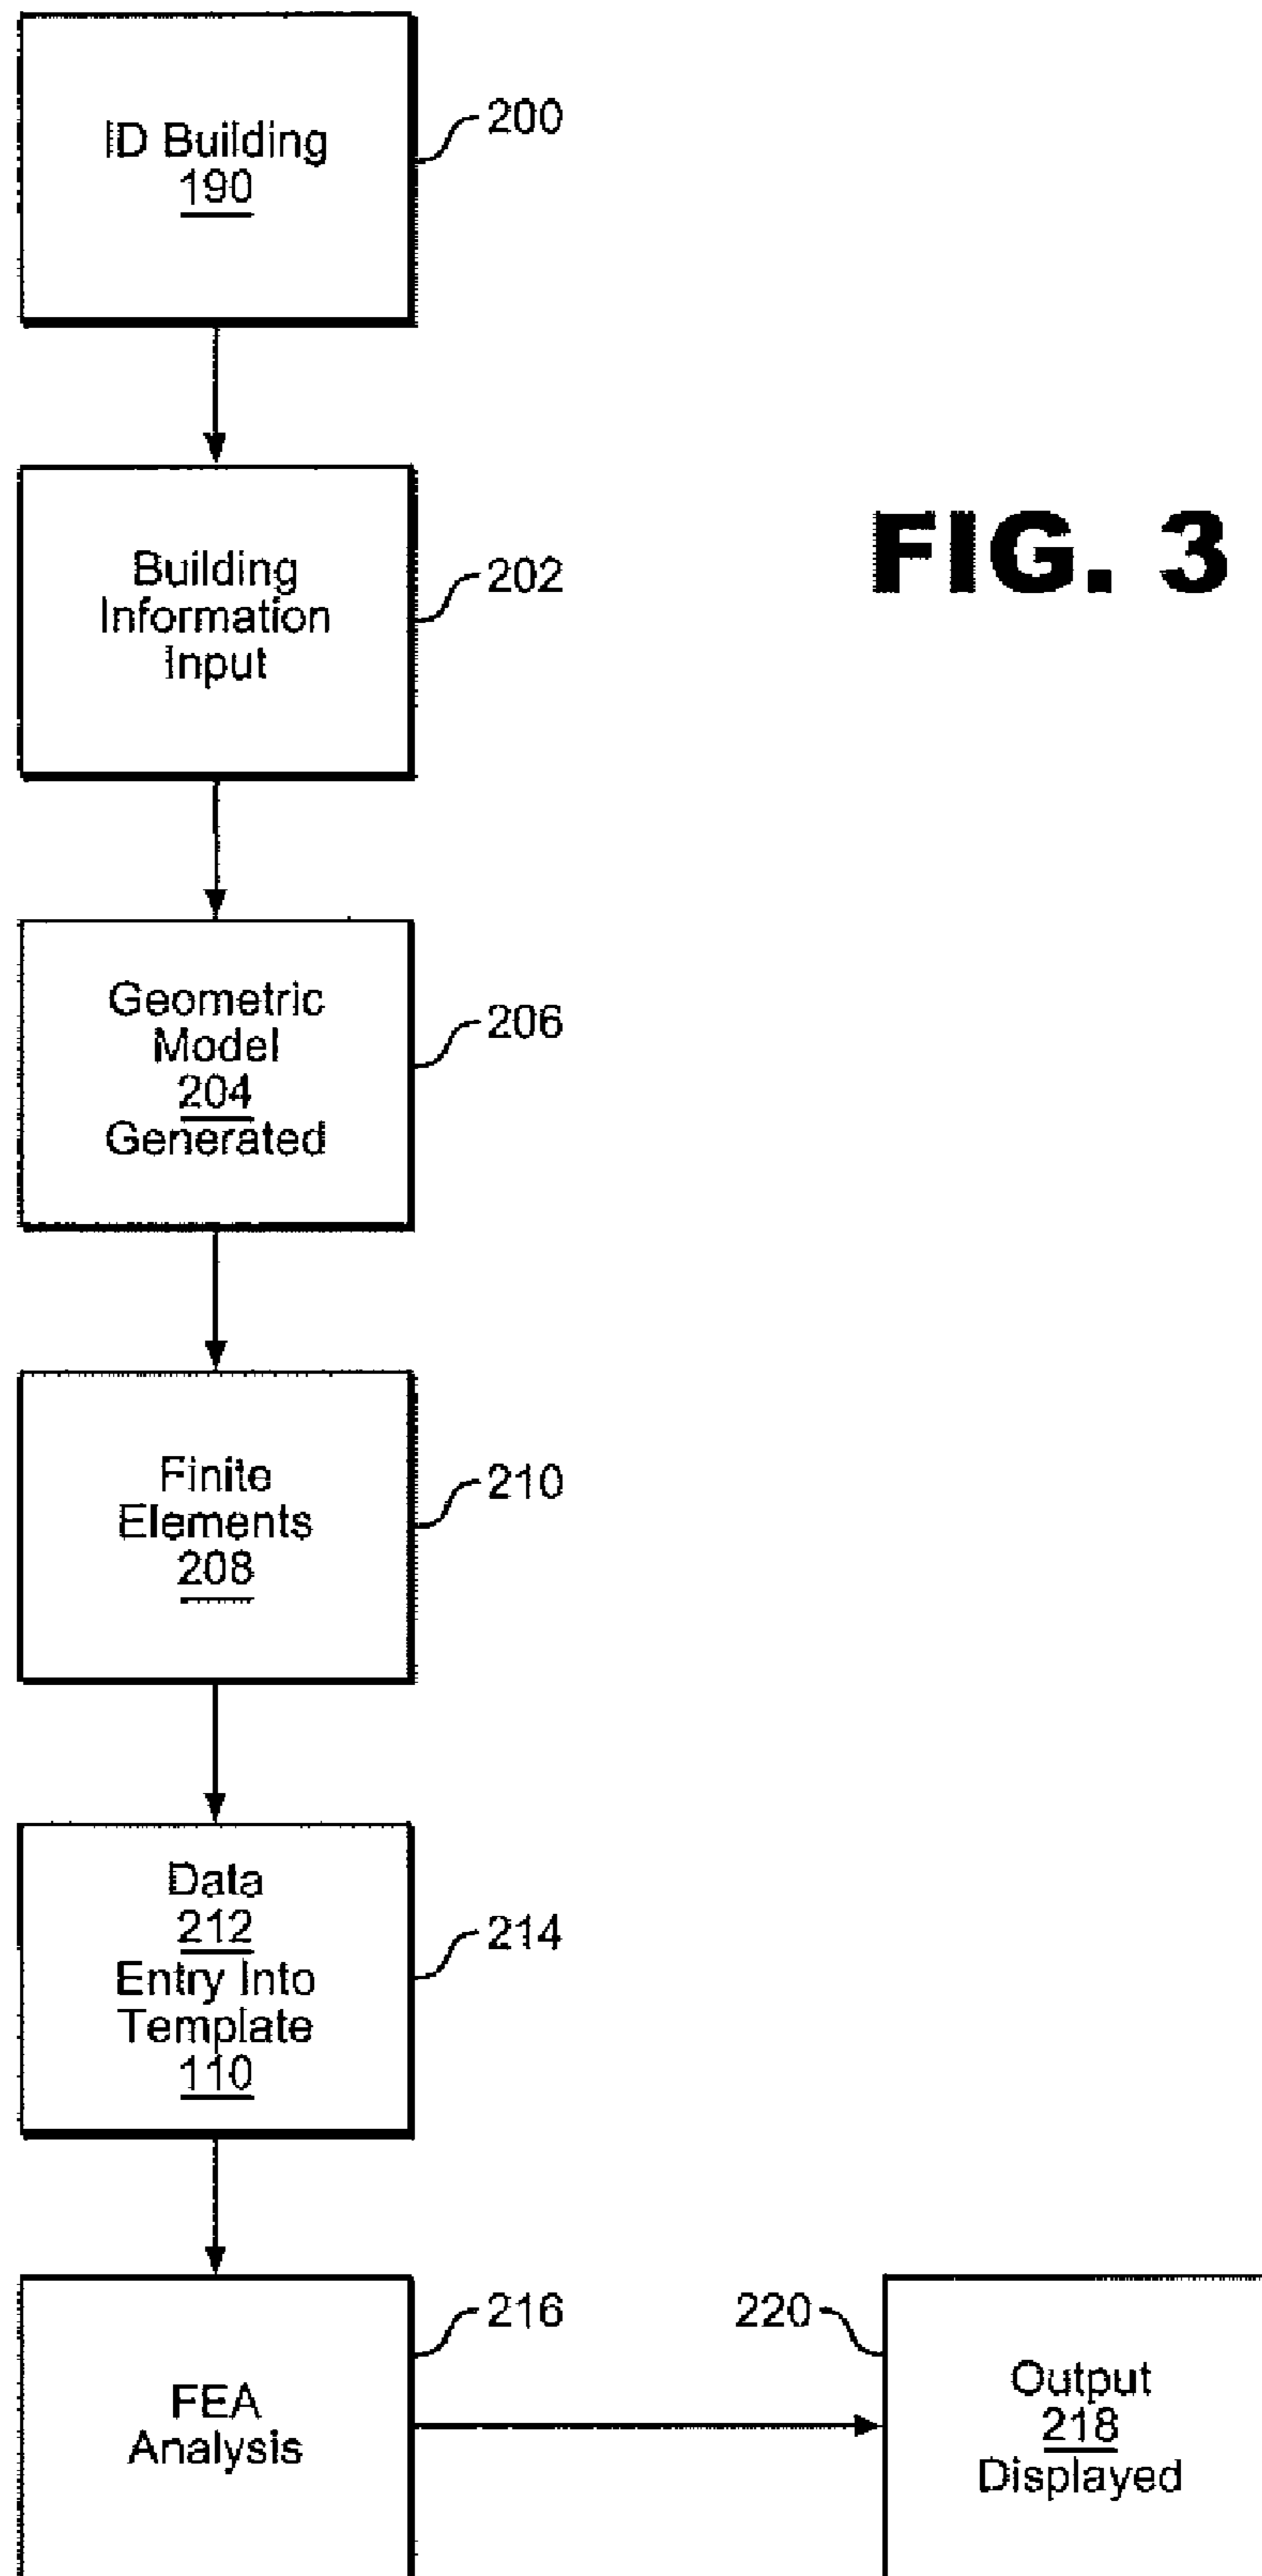 ID Building
190
200
Building
Information
Input
202
FIG. 3
Geometric
Model
204
Generated
206
Finite
Elements
208
210
Data
212
Entry Into
Template
110
214
FEA
Analysis
216
220
Output
218
Displayed